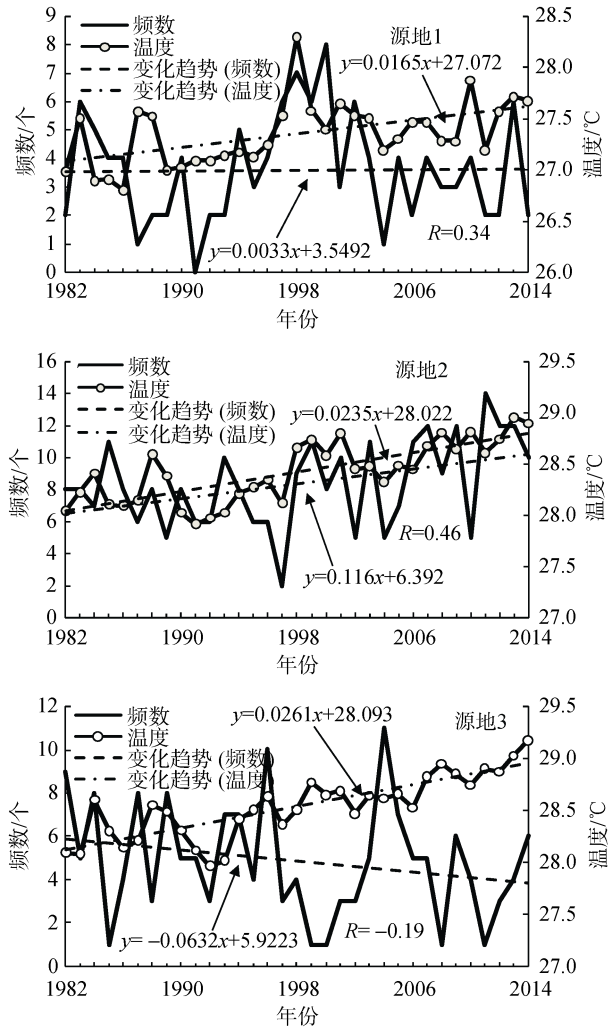 源地1
频数
温度
变化趋势 (频数)
变化趋势 (温度)
y=0.0165x+27.072
y=0.0033x+3.5492
R=0.34
频数/个
9
8
7
6
5
4
3
2
1
0
温度/℃
28.5
28.0
27.5
27.0
26.5
26.0
1982 1990 1998 2006 2014
年份
源地2
频数
温度
变化趋势 (频数)
变化趋势 (温度)
y=0.0235x+28.022
y=0.116x+6.392
R=0.46
频数/个
16
14
12
10
8
6
4
2
0
温度/℃
29.5
29.0
28.5
28.0
27.5
27.0
1982 1990 1998 2006 2014
年份
源地3
频数
温度
变化趋势 (频数)
变化趋势 (温度)
y=0.0261x+28.093
y= −0.0632x+5.9223
R= −0.19
频数/个
12
10
8
6
4
2
0
温度/℃
29.5
29.0
28.5
28.0
27.5
27.0
1982 1990 1998 2006 2014
年份